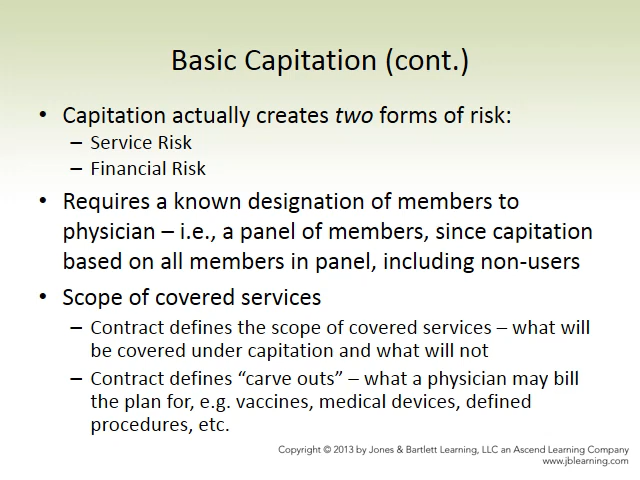 Basic Capitation (cont.)
• Capitation actually creates two forms of risk:
– Service Risk
– Financial Risk
• Requires a known designation of members to
physician – i.e., a panel of members, since capitation
based on all members in panel, including non-users
• Scope of covered services
– Contract defines the scope of covered services – what will
be covered under capitation and what will not
– Contract defines “carve outs” – what a physician may bill
the plan for, e.g. vaccines, medical devices, defined
procedures, etc.
Copyright © 2013 by Jones & Bartlett Learning, LLC an Ascend Learning Company
www.jblearning.com